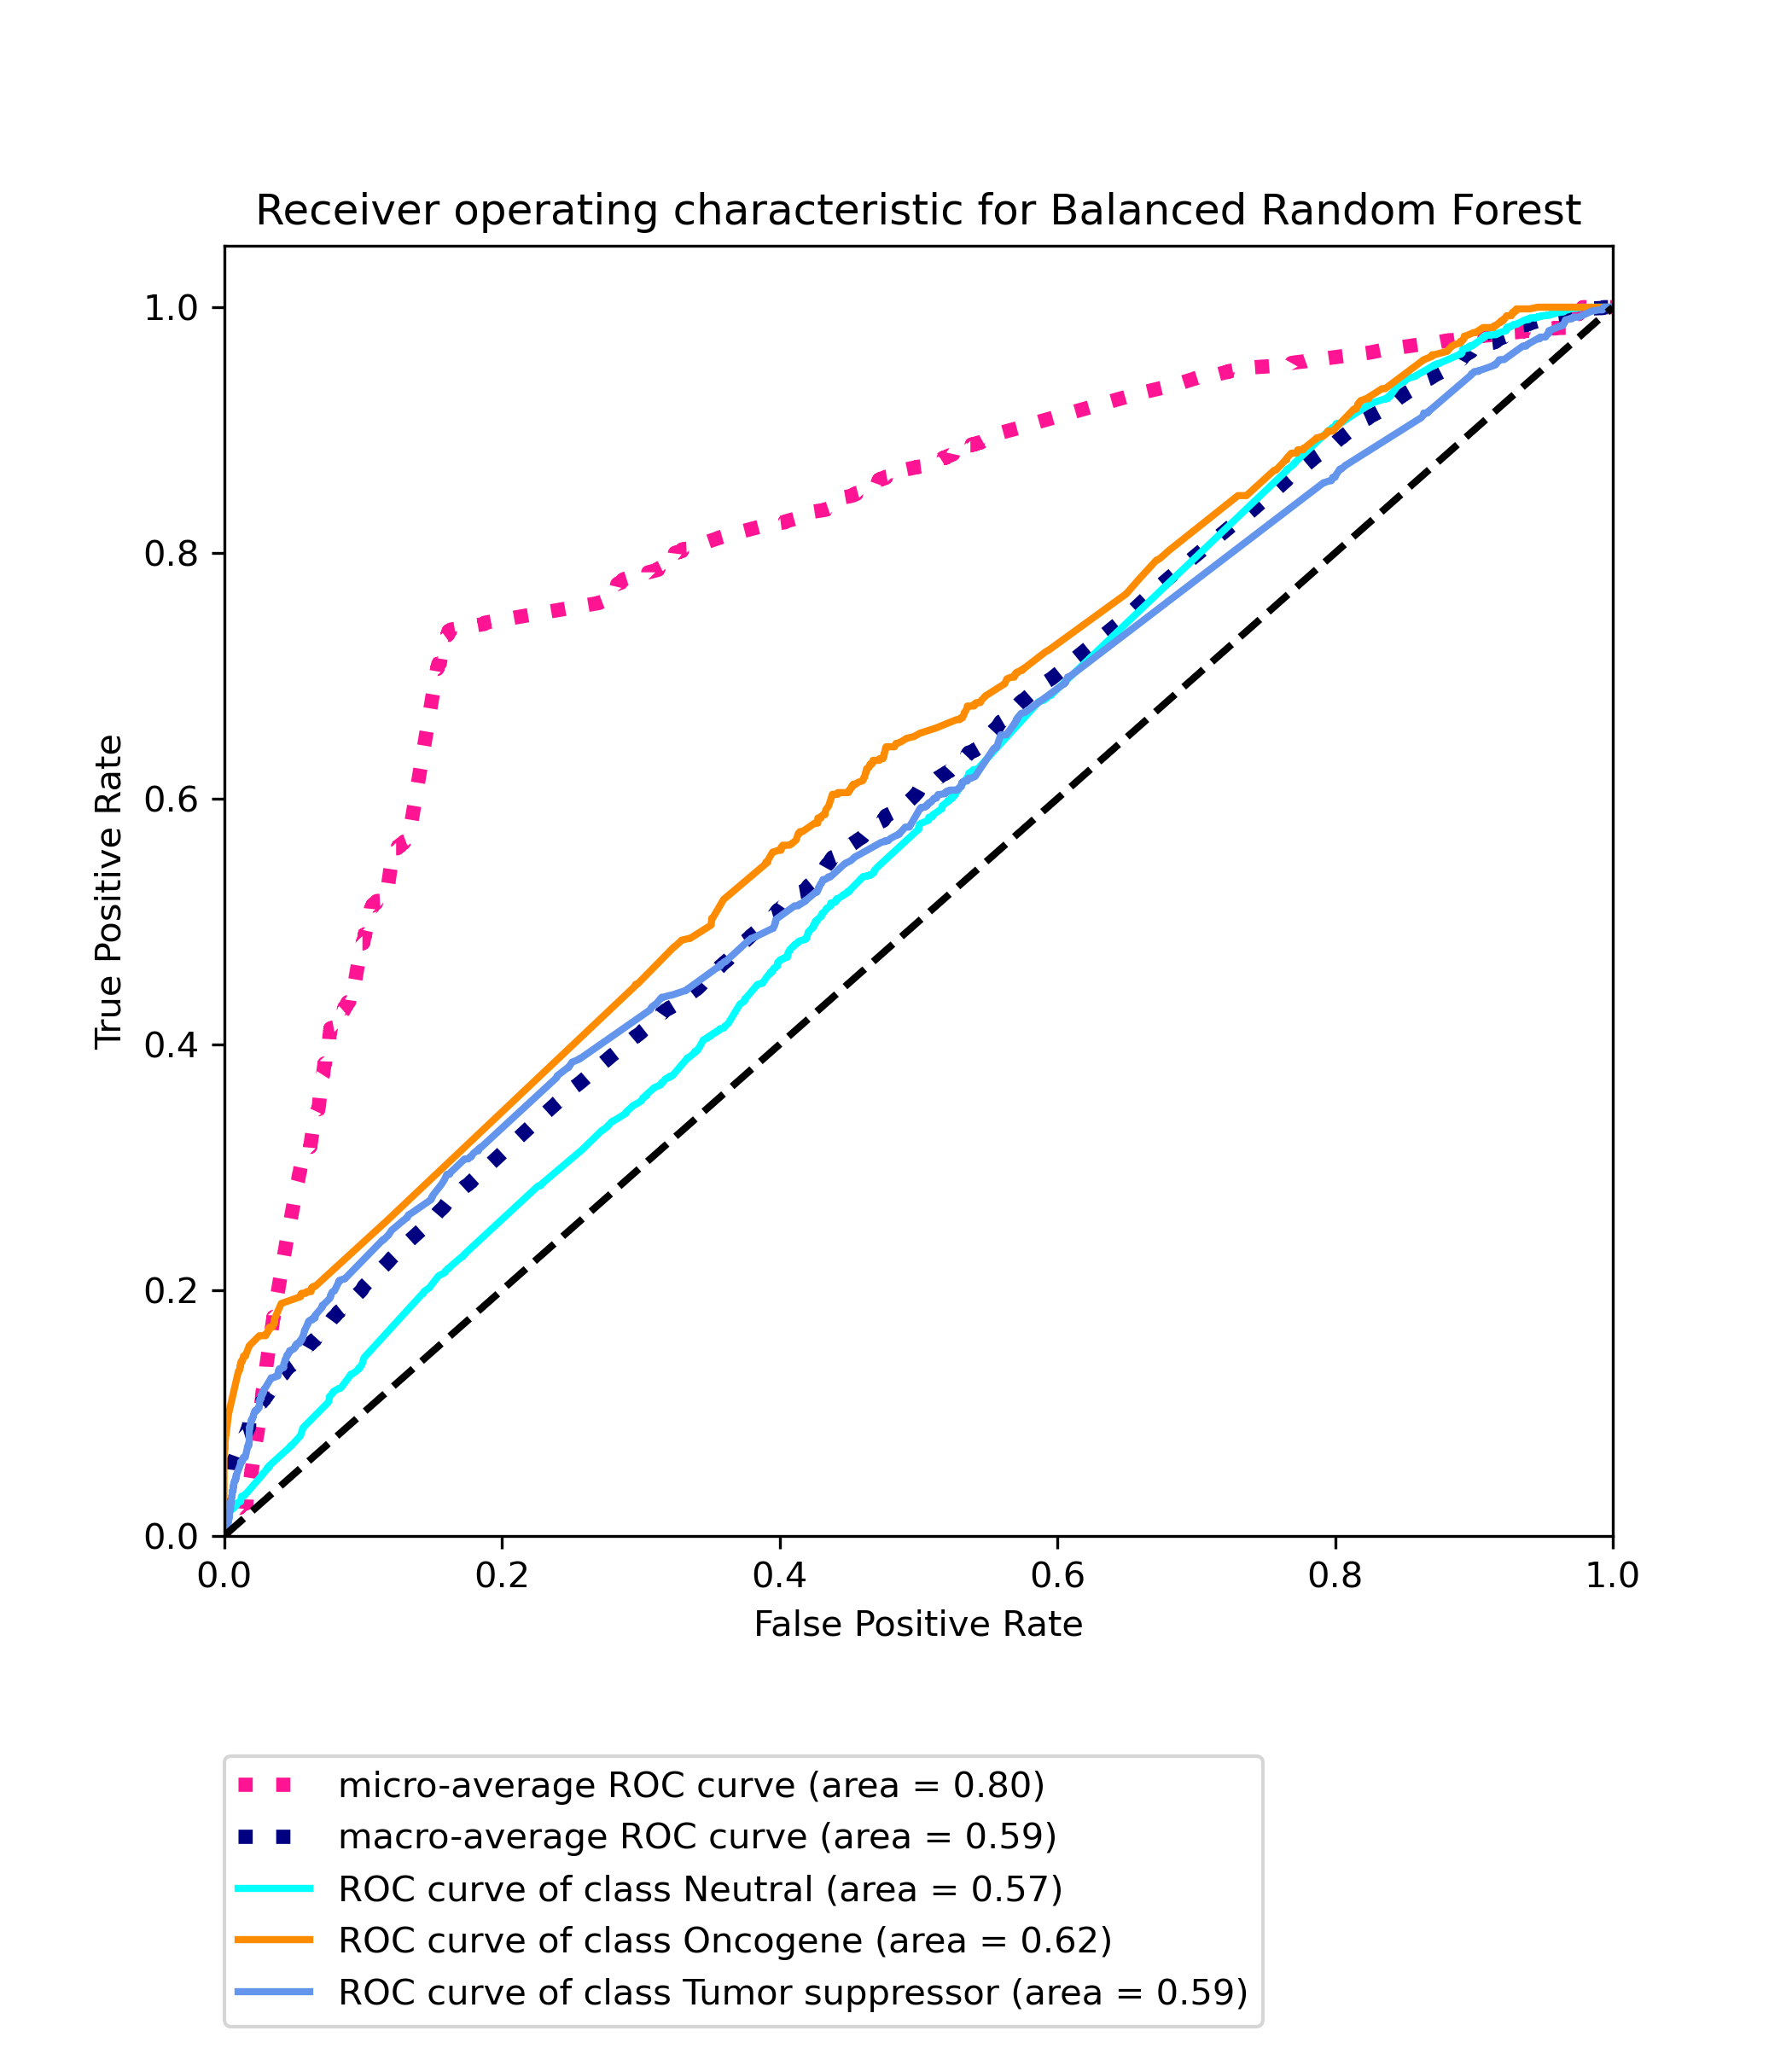 Receiver operating characteristic for Balanced Random Forest
True Positive Rate
1.0
0.8
0.6
0.4
0.2
0.0
0.0 0.2 0.4 0.6 0.8 1.0
False Positive Rate
micro-average ROC curve (area = 0.80)
macro-average ROC curve (area = 0.59)
ROC curve of class Neutral (area = 0.57)
ROC curve of class Oncogene (area = 0.62)
ROC curve of class Tumor suppressor (area = 0.59)